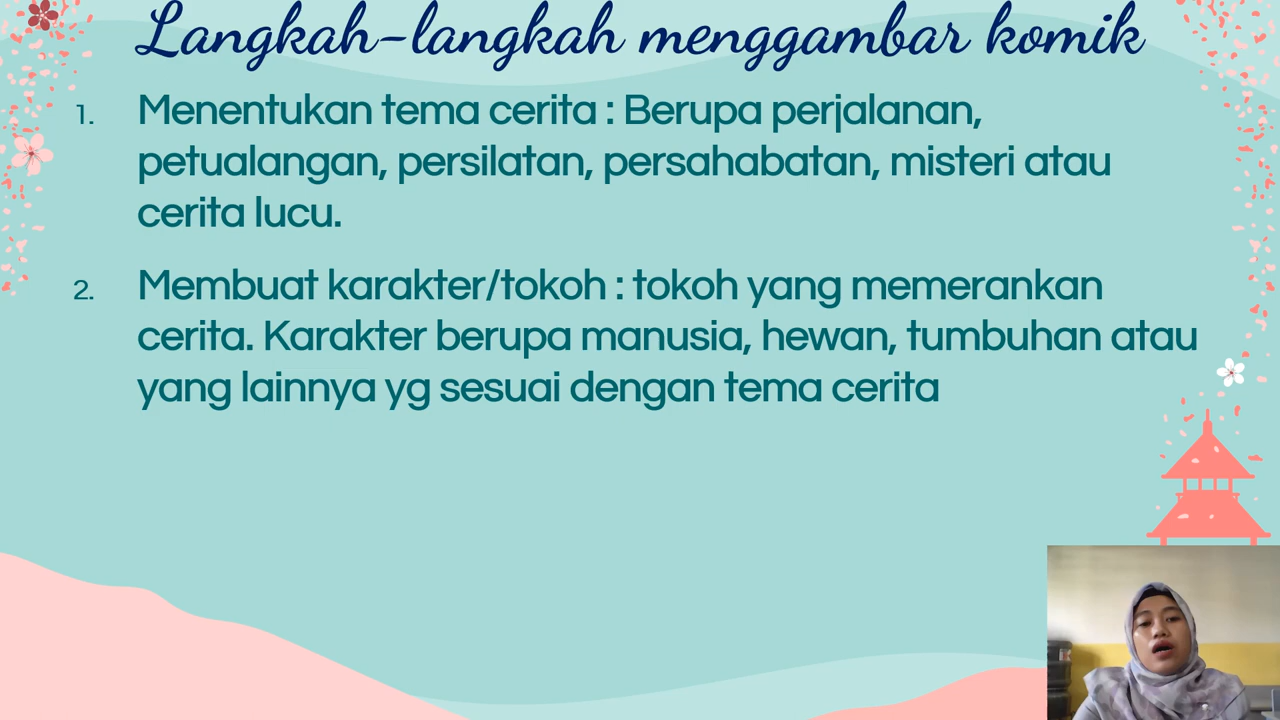 Langkah-langkah menggambar komik
1. Menentukan tema cerita : Berupa perjalanan,
petualangan, persilatan, persahabatan, misteri atau
cerita lucu.
2. Membuat karakter/tokoh : tokoh yang memerankan
cerita. Karakter berupa manusia, hewan, tumbuhan atau
yang lainnya yg sesuai dengan tema cerita